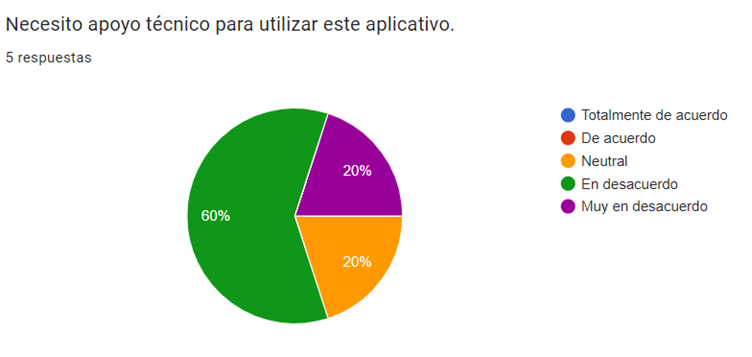 Necesito apoyo técnico para utilizar este aplicativo.
5 respuestas
20%
60%
20%
Totalmente de acuerdo
De acuerdo
Neutral
En desacuerdo
Muy en desacuerdo